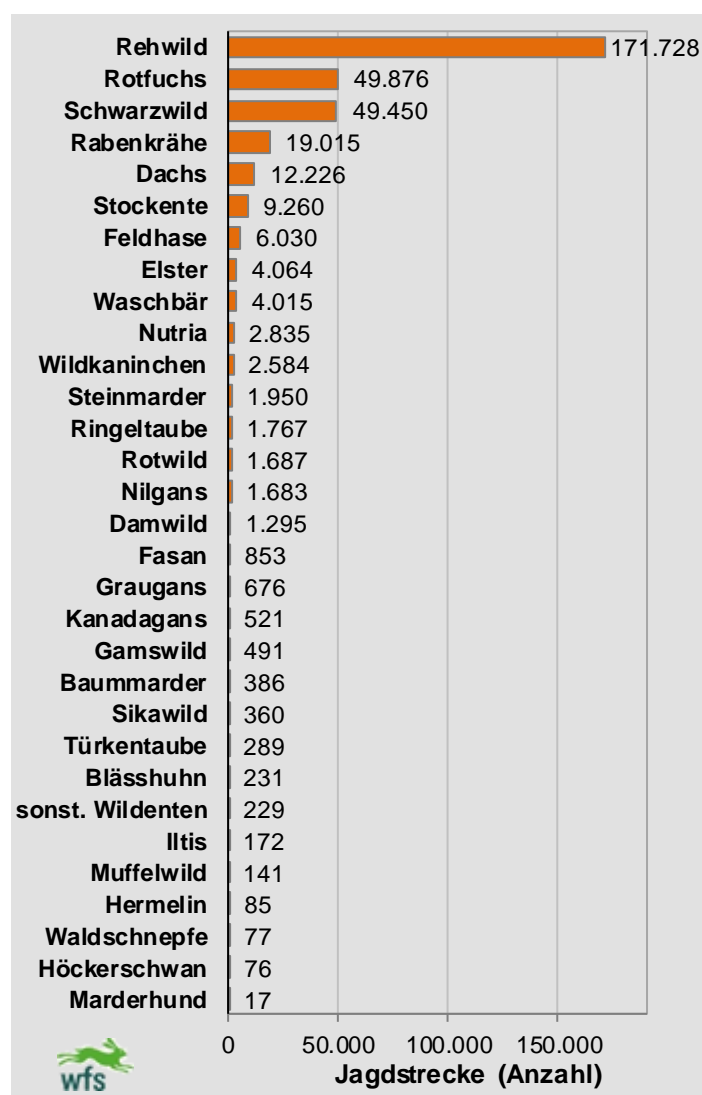 Rehwild 171.728
Rotfuchs 49.876
Schwarzwild 49.450
Rabenkrähe 19.015
Dachs 12.226
Stockente 9.260
Feldhase 6.030
Elster 4.064
Waschbär 4.015
Nutria 2.835
Wildkaninchen 2.584
Steinmarder 1.950
Ringeltaube 1.767
Rotwild 1.687
Nilgans 1.683
Damwild 1.295
Fasan 853
Graugans 676
Kanadagans 521
Gamswild 491
Baummarder 386
Sikawild 360
Türkentaube 289
Blässhuhn 231
sonst. Wildenten 229
Iltis 172
Muffelwild 141
Hermelin 85
Waldschnepfe 77
Höckerschwan 76
Marderhund 17
0 50.000 100.000 150.000
Jagdstrecke (Anzahl)
wfs